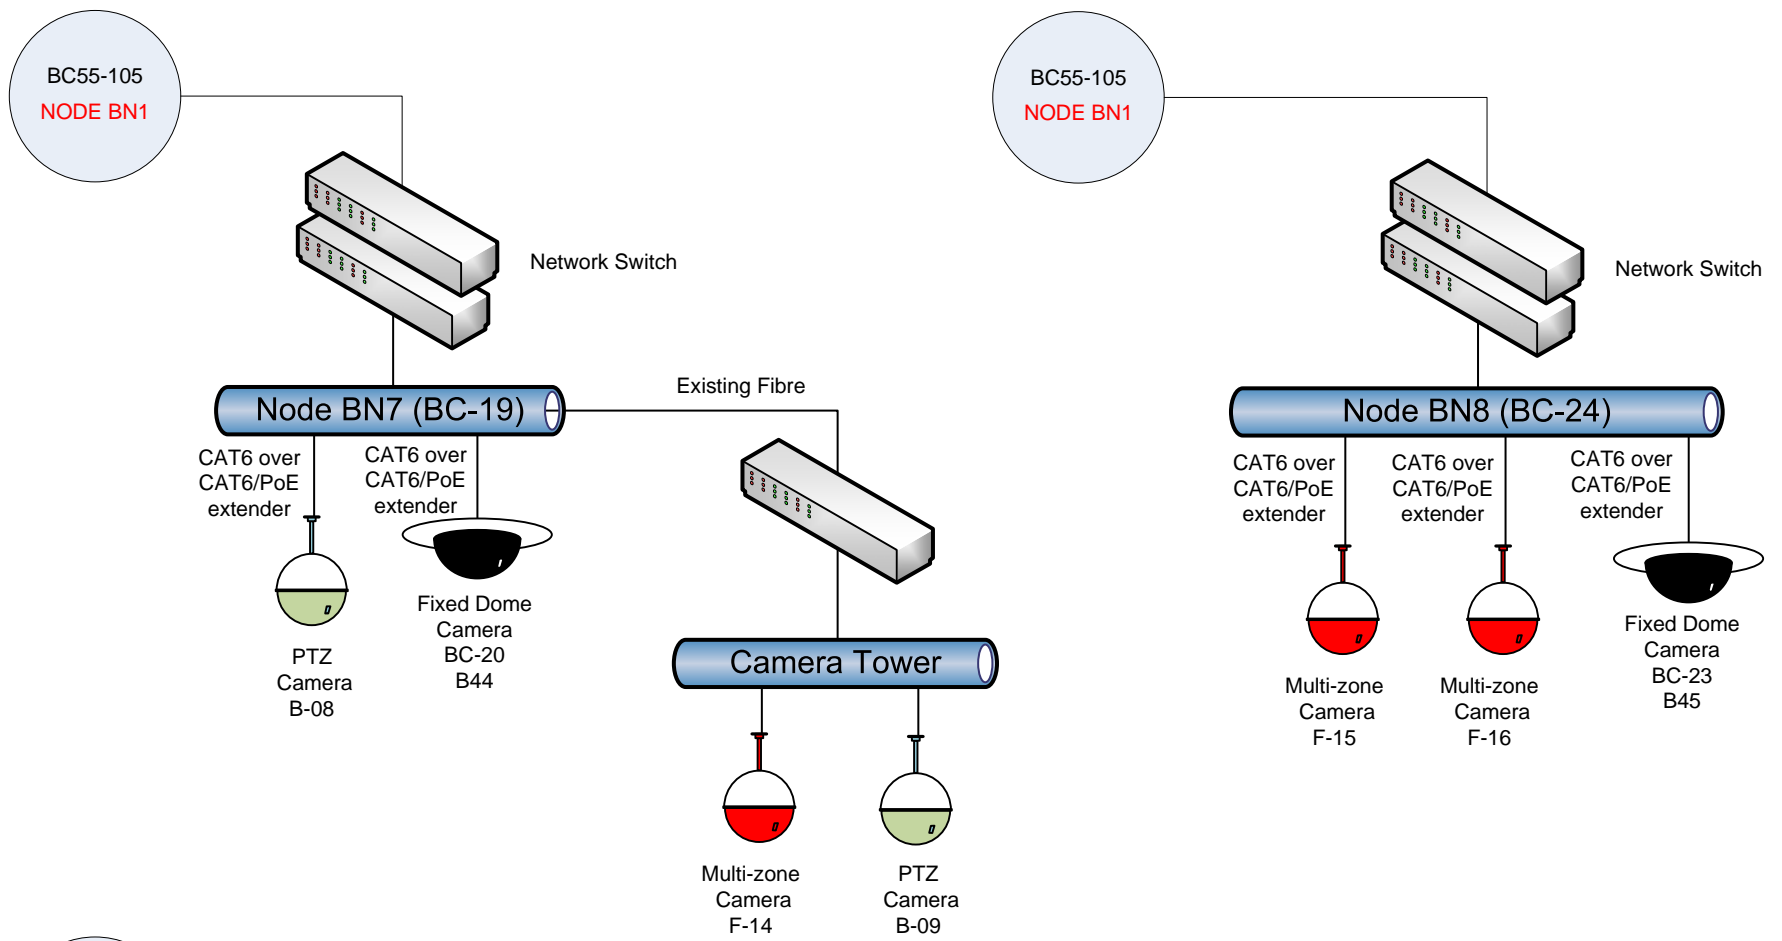 BC55-105
NODE BN1
Network Switch
Existing Fibre
Node BN7 (BC-19)
CAT6 over
CAT6/PoE
extender
CAT6 over
CAT6/PoE
extender
PTZ
Camera
B-08
Fixed Dome
Camera
BC-20
B44
Camera Tower
Multi-zone
Camera
F-14
PTZ
Camera
B-09
BC55-105
NODE BN1
Network Switch
Node BN8 (BC-24)
CAT6 over
CAT6/PoE
extender
CAT6 over
CAT6/PoE
extender
CAT6 over
CAT6/PoE
extender
Multi-zone
Camera
F-15
Multi-zone
Camera
F-16
Fixed Dome
Camera
BC-23
B45